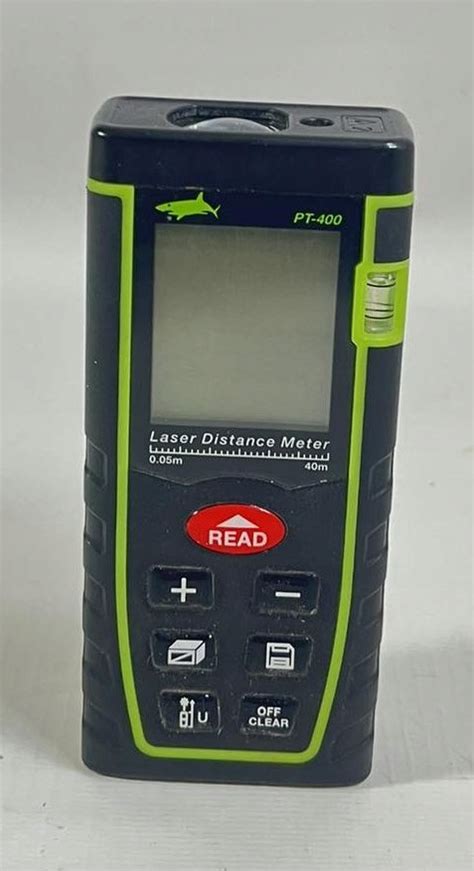 PT-400
Laser Distance Meter
0.05m 40m
READ
+ −
U
OFF
CLEAR